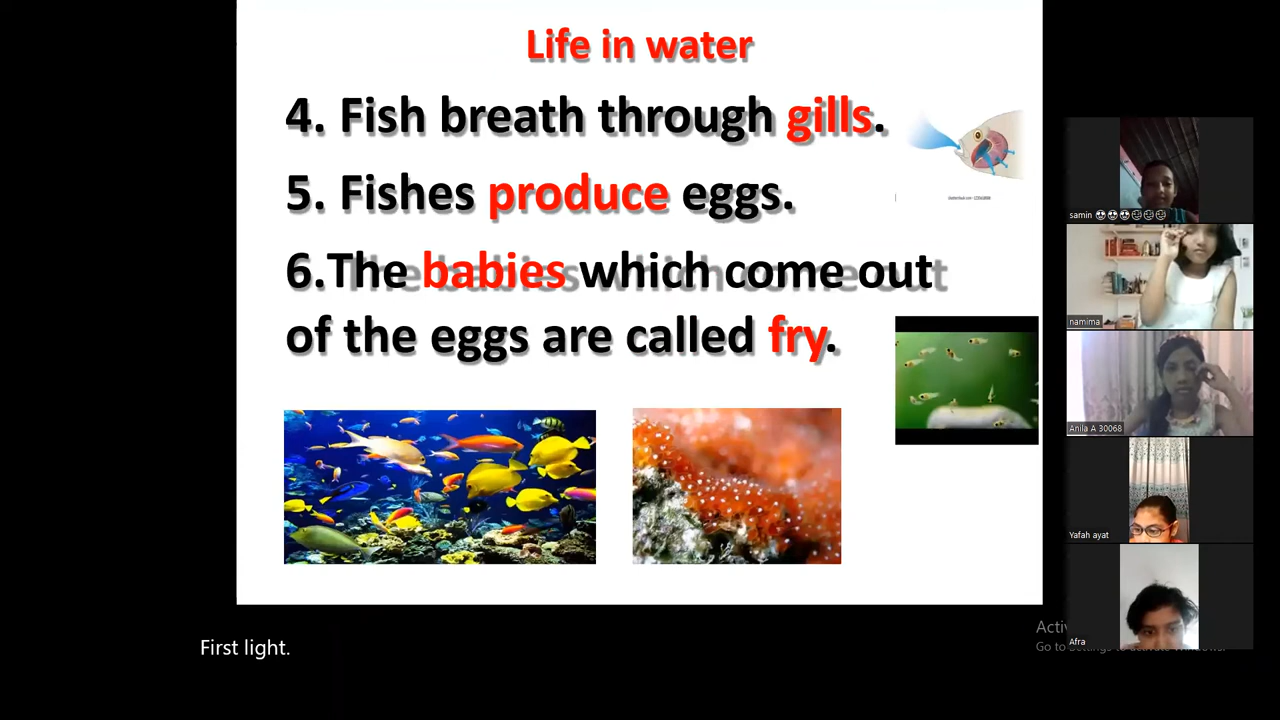 Life in water
4. Fish breath through gills.
5. Fishes produce eggs.
6.The babies which come out
of the eggs are called fry.
samin
namima
Anila A 30068
Yafah ayat
Afra
First light.
Go to Settings to activate Windows.